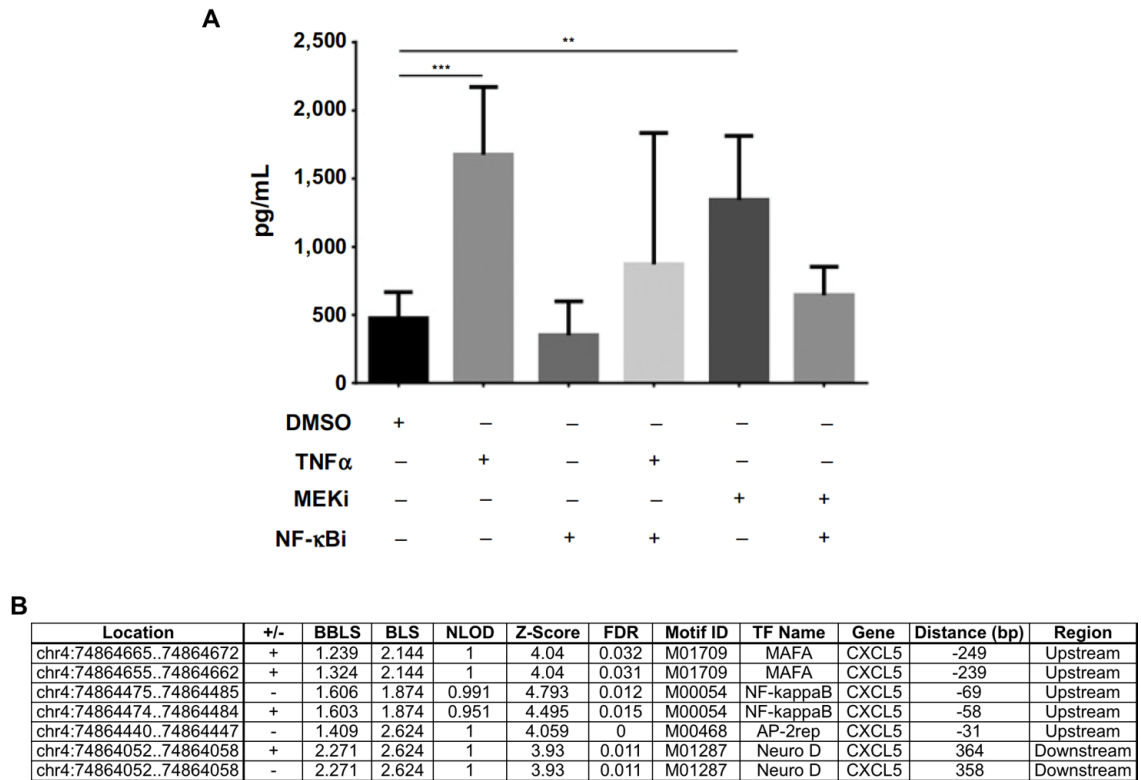 A
**
***
2,500
2,000
1,500
1,000
500
0
pg/mL
DMSO + – – – – –
TNFα – + – + – –
MEKi – – – – + +
NF-κBi – – + + – +
B
Location +/- BBLS BLS NLOD Z-Score FDR Motif ID TF Name Gene Distance (bp) Region
chr4:74864665..74864672 + 1.239 2.144 1 4.04 0.032 M01709 MAFA CXCL5 -249 Upstream
chr4:74864655..74864662 + 1.324 2.144 1 4.04 0.031 M01709 MAFA CXCL5 -239 Upstream
chr4:74864475..74864485 - 1.606 1.874 0.991 4.793 0.012 M00054 NF-kappaB CXCL5 -69 Upstream
chr4:74864474..74864484 + 1.603 1.874 0.951 4.495 0.015 M00054 NF-kappaB CXCL5 -58 Upstream
chr4:74864440..74864447 - 1.409 2.624 1 4.059 0 M00468 AP-2rep CXCL5 -31 Upstream
chr4:74864052..74864058 + 2.271 2.624 1 3.93 0.011 M01287 Neuro D CXCL5 364 Downstream
chr4:74864052..74864058 - 2.271 2.624 1 3.93 0.011 M01287 Neuro D CXCL5 358 Downstream